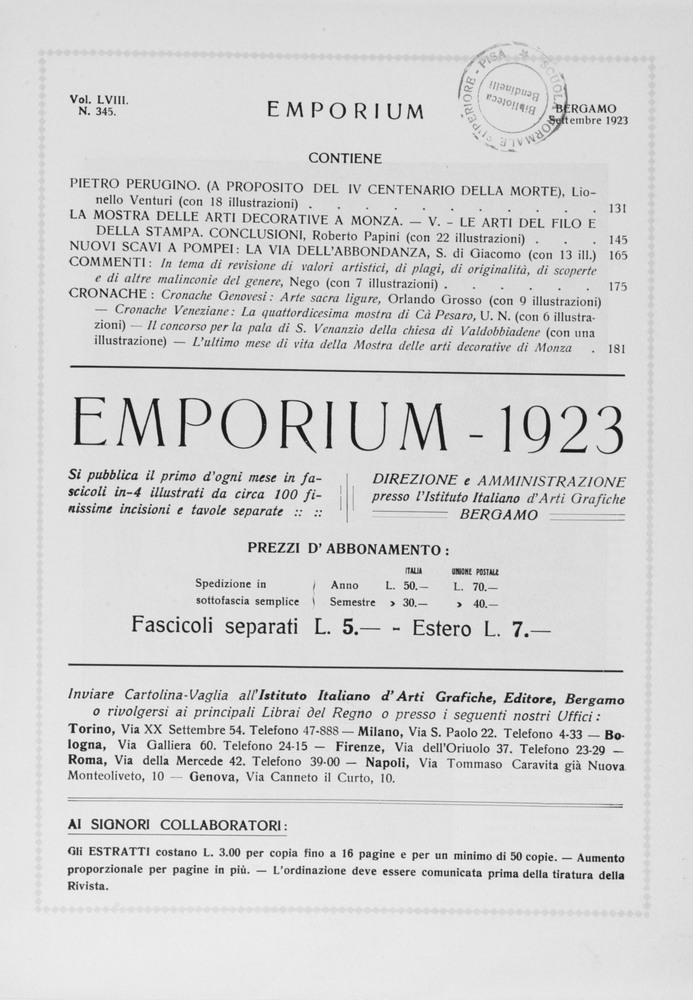 Vol. LVIII.
N. 345.
EMPORIUM
BERGAMO
Settembre 1923
SCUOLA NORMALE SUPERIORE - PISA
Biblioteca
Bendinelli
CONTIENE
PIETRO PERUGINO. (A PROPOSITO DEL IV CENTENARIO DELLA MORTE), Lio-
nello Venturi (con 18 illustrazioni) . . . . . . . . . . . 131
LA MOSTRA DELLE ARTI DECORATIVE A MONZA. — V. - LE ARTI DEL FILO E
DELLA STAMPA. CONCLUSIONI, Roberto Papini (con 22 illustrazioni) . . . 145
NUOVI SCAVI A POMPEI: LA VIA DELL'ABBONDANZA, S. di Giacomo (con 13 ill.) 165
COMMENTI: In tema di revisione di valori artistici, di plagi, di originalità, di scoperte
e di altre malinconie del genere, Nego (con 7 illustrazioni) . . . . . . 175
CRONACHE: Cronache Genovesi: Arte sacra ligure, Orlando Grosso (con 9 illustrazioni)
— Cronache Veneziane: La quattordicesima mostra di Cà Pesaro, U. N. (con 6 illustra-
zioni) — Il concorso per la pala di S. Venanzio della chiesa di Valdobbiadene (con una
illustrazione) — L'ultimo mese di vita della Mostra delle arti decorative di Monza . 181
EMPORIUM - 1923
Si pubblica il primo d'ogni mese in fa-
scicoli in-4 illustrati da circa 100 fi-
nissime incisioni e tavole separate :: ::
DIREZIONE e AMMINISTRAZIONE
presso l'Istituto Italiano d'Arti Grafiche
BERGAMO
PREZZI D'ABBONAMENTO:
ITALIA UNIONE POSTALE
Spedizione in ( Anno L. 50.— L. 70.—
sottofascia semplice ( Semestre » 30.— » 40.—
Fascicoli separati L. 5.— - Estero L. 7.—
Inviare Cartolina-Vaglia all'Istituto Italiano d'Arti Grafiche, Editore, Bergamo
o rivolgersi ai principali Librai del Regno o presso i seguenti nostri Uffici:
Torino, Via XX Settembre 54. Telefono 47-888 — Milano, Via S. Paolo 22. Telefono 4-33 — Bo-
logna, Via Galliera 60. Telefono 24-15 — Firenze, Via dell'Oriuolo 37. Telefono 23-29 —
Roma, Via della Mercede 42. Telefono 39-00 — Napoli, Via Tommaso Caravita già Nuova
Monteoliveto, 10 — Genova, Via Canneto il Curto, 10.
AI SIGNORI COLLABORATORI:
Gli ESTRATTI costano L. 3.00 per copia fino a 16 pagine e per un minimo di 50 copie. — Aumento
proporzionale per pagine in più. — L'ordinazione deve essere comunicata prima della tiratura della
Rivista.